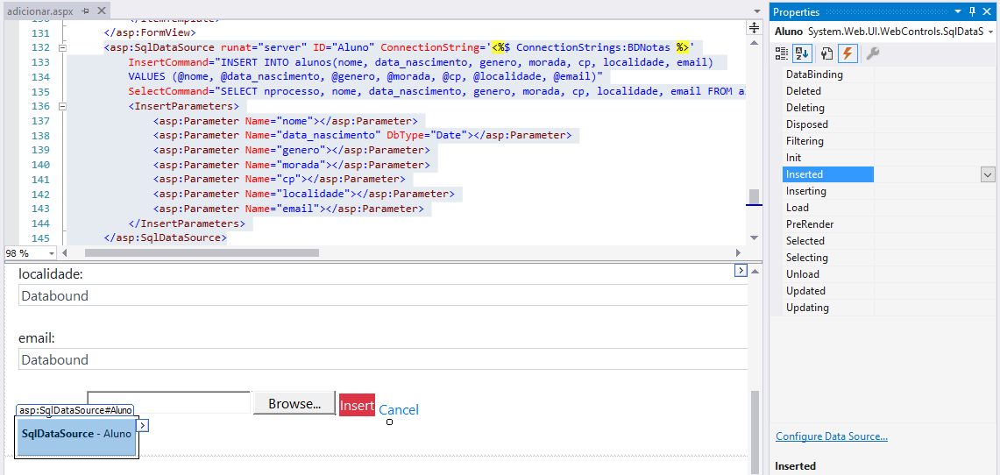 adicionar.aspx
131 </asp:FormView>
132 <asp:SqlDataSource runat="server" ID="Aluno" ConnectionString='<%$ ConnectionStrings:BDNotas %>'
133 InsertCommand="INSERT INTO alunos(nome, data_nascimento, genero, morada, cp, localidade, email)
134 VALUES (@nome, @data_nascimento, @genero, @morada, @cp, @localidade, @email)"
135 SelectCommand="SELECT nprocesso, nome, data_nascimento, genero, morada, cp, localidade, email FROM a
136 <InsertParameters>
137 <asp:Parameter Name="nome"></asp:Parameter>
138 <asp:Parameter Name="data_nascimento" DbType="Date"></asp:Parameter>
139 <asp:Parameter Name="genero"></asp:Parameter>
140 <asp:Parameter Name="morada"></asp:Parameter>
141 <asp:Parameter Name="cp"></asp:Parameter>
142 <asp:Parameter Name="localidade"></asp:Parameter>
143 <asp:Parameter Name="email"></asp:Parameter>
144 </InsertParameters>
145 </asp:SqlDataSource>
98 %
localidade:
Databound
email:
Databound
Browse... Insert Cancel
asp:SqlDataSource#Aluno
SqlDataSource - Aluno
Properties
Aluno System.Web.UI.WebControls.SqlDataS
DataBinding
Deleted
Deleting
Disposed
Filtering
Init
Inserted
Inserting
Load
PreRender
Selected
Selecting
Unload
Updated
Updating
Configure Data Source...
Inserted